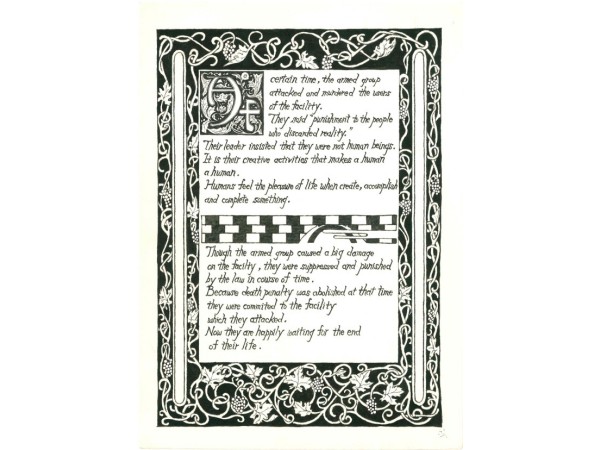 A certain time, the armed group
attacked and murdered the users
of the facility.
They said "punishment to the people
who discarded reality."
Their leader insisted that they were not human beings.
It is their creative activities that makes a human
a human.
Humans feel the pleasure of life when create, accomplish
and complete something.
Though the armed group caused a big damage
on the facility, they were suppressed and punished
by the law in course of time.
Because death penalty was abolished at that time
they were commited to the facility
which they attacked.
Now they are happily waiting for the end
of their life.